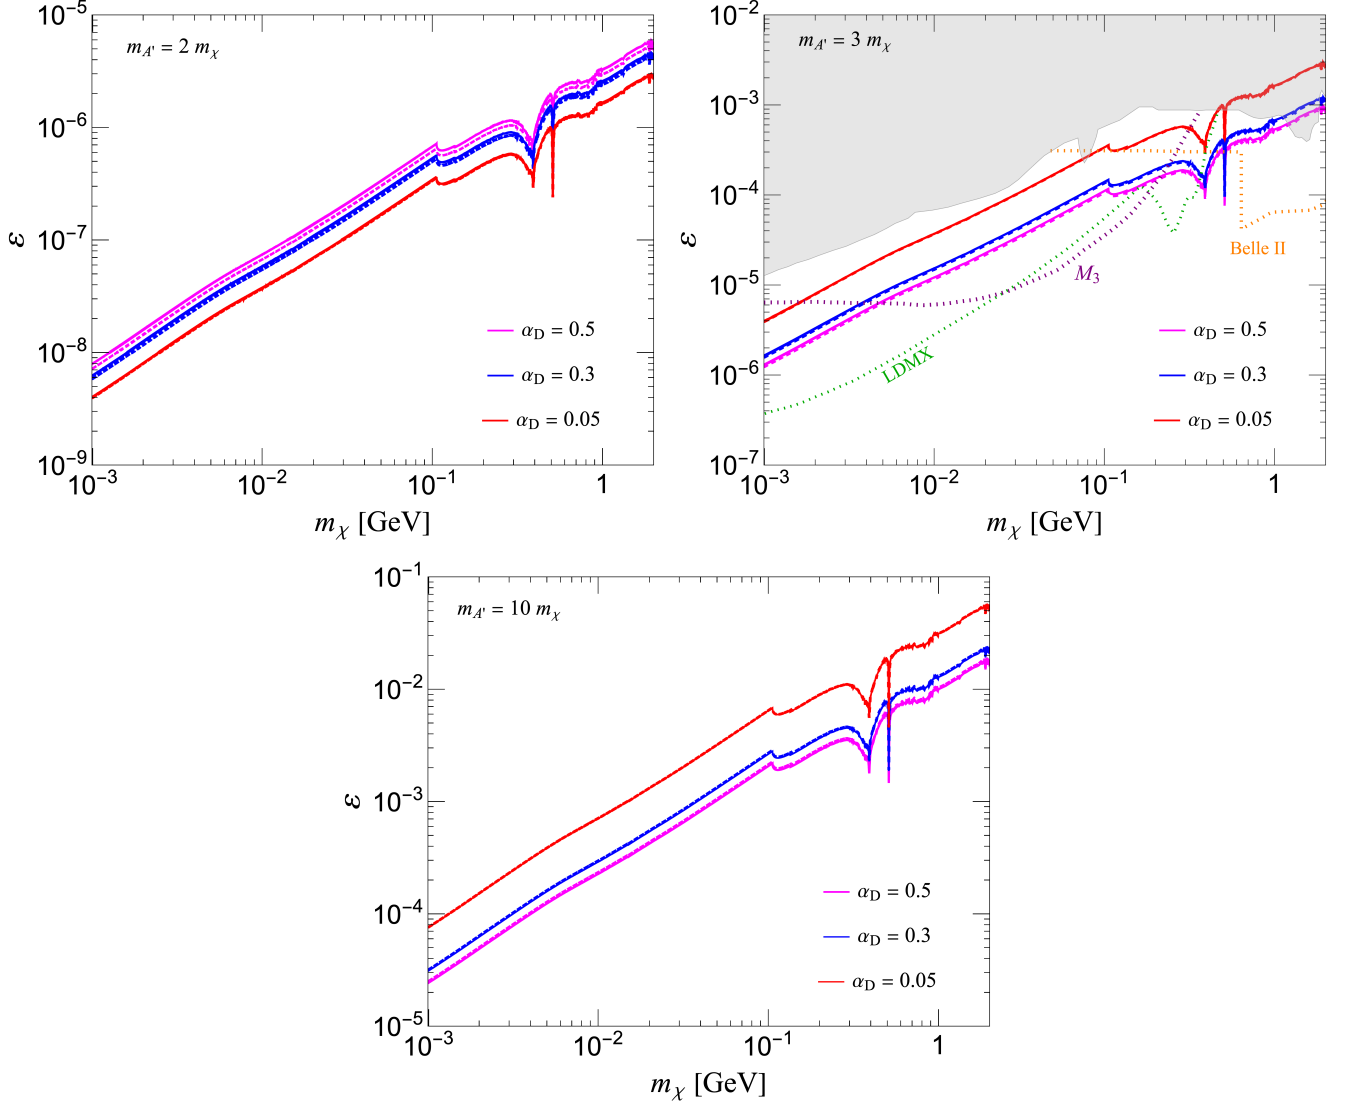 m_A' = 2 m_χ
10^-5
10^-6
10^-7
10^-8
10^-9
ε
α_D = 0.5
α_D = 0.3
α_D = 0.05
10^-3
10^-2
10^-1
1
m_χ [GeV]
m_A' = 3 m_χ
10^-2
10^-3
10^-4
10^-5
10^-6
10^-7
ε
Belle II
M_3
LDMX
α_D = 0.5
α_D = 0.3
α_D = 0.05
10^-3
10^-2
10^-1
1
m_χ [GeV]
m_A' = 10 m_χ
10^-1
10^-2
10^-3
10^-4
10^-5
ε
α_D = 0.5
α_D = 0.3
α_D = 0.05
10^-3
10^-2
10^-1
1
m_χ [GeV]